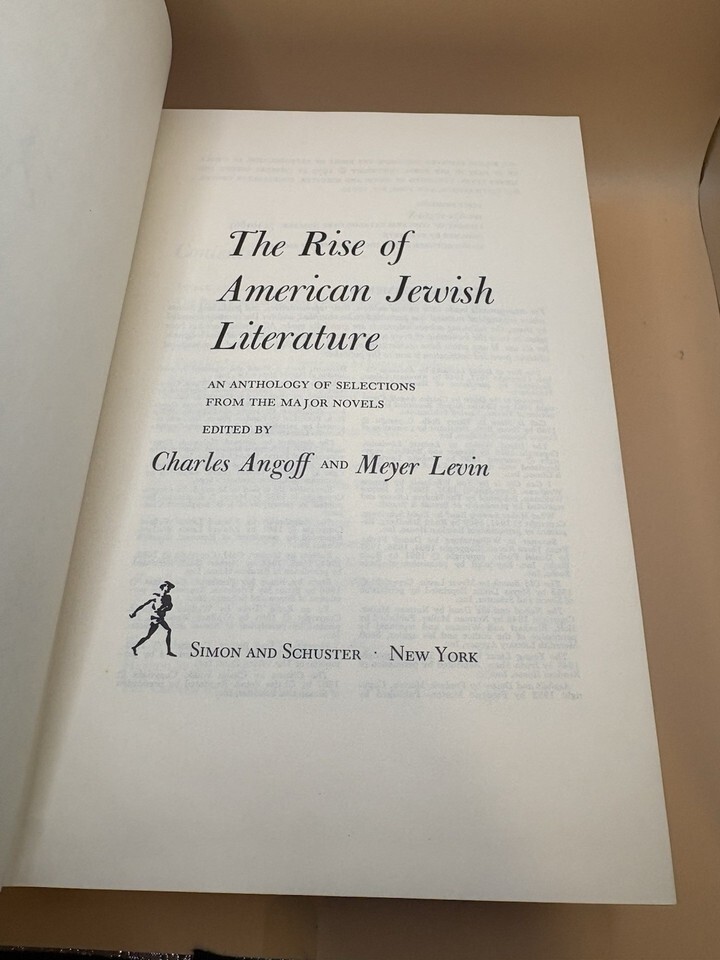 The Rise of
American Jewish
Literature
AN ANTHOLOGY OF SELECTIONS
FROM THE MAJOR NOVELS
EDITED BY
Charles Angoff AND Meyer Levin
SIMON AND SCHUSTER · NEW YORK